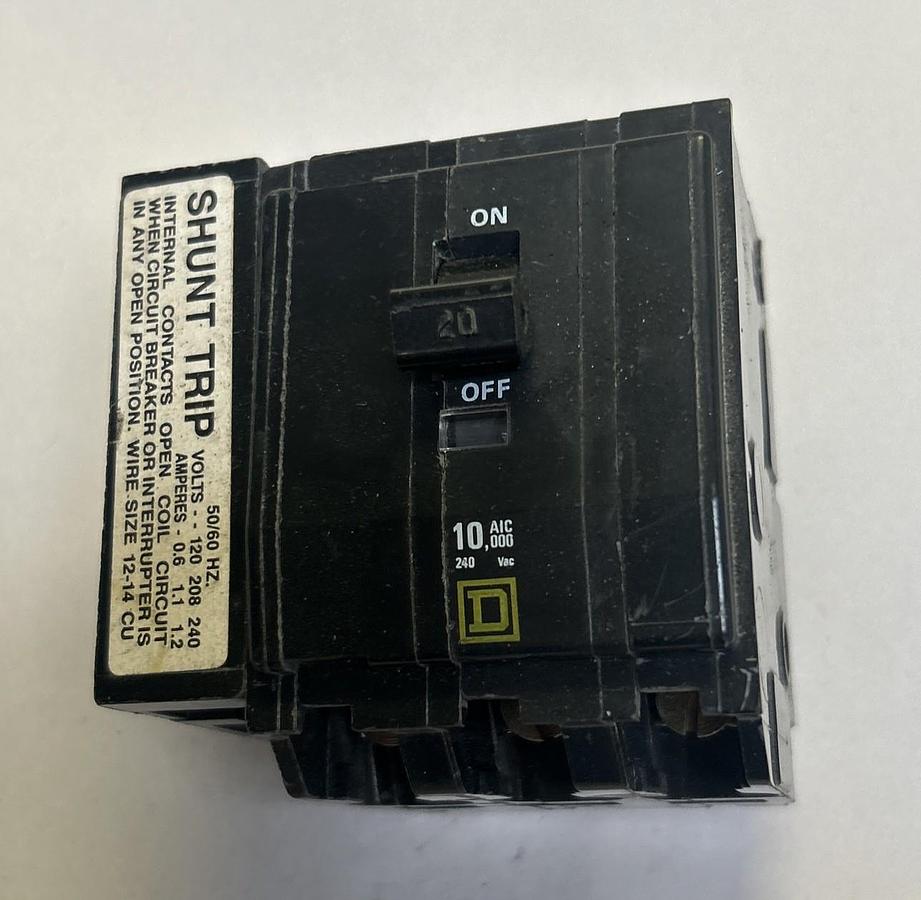 SHUNT TRIP
50/60 HZ.
VOLTS - - 120 208 240
AMPERES - 0.6 1.1 1.2
INTERNAL CONTACTS OPEN COIL CIRCUIT
WHEN CIRCUIT BREAKER OR INTERRUPTER IS
IN ANY OPEN POSITION. WIRE SIZE 12-14 CU
ON
20
OFF
10,000 AIC
240 Vac
D